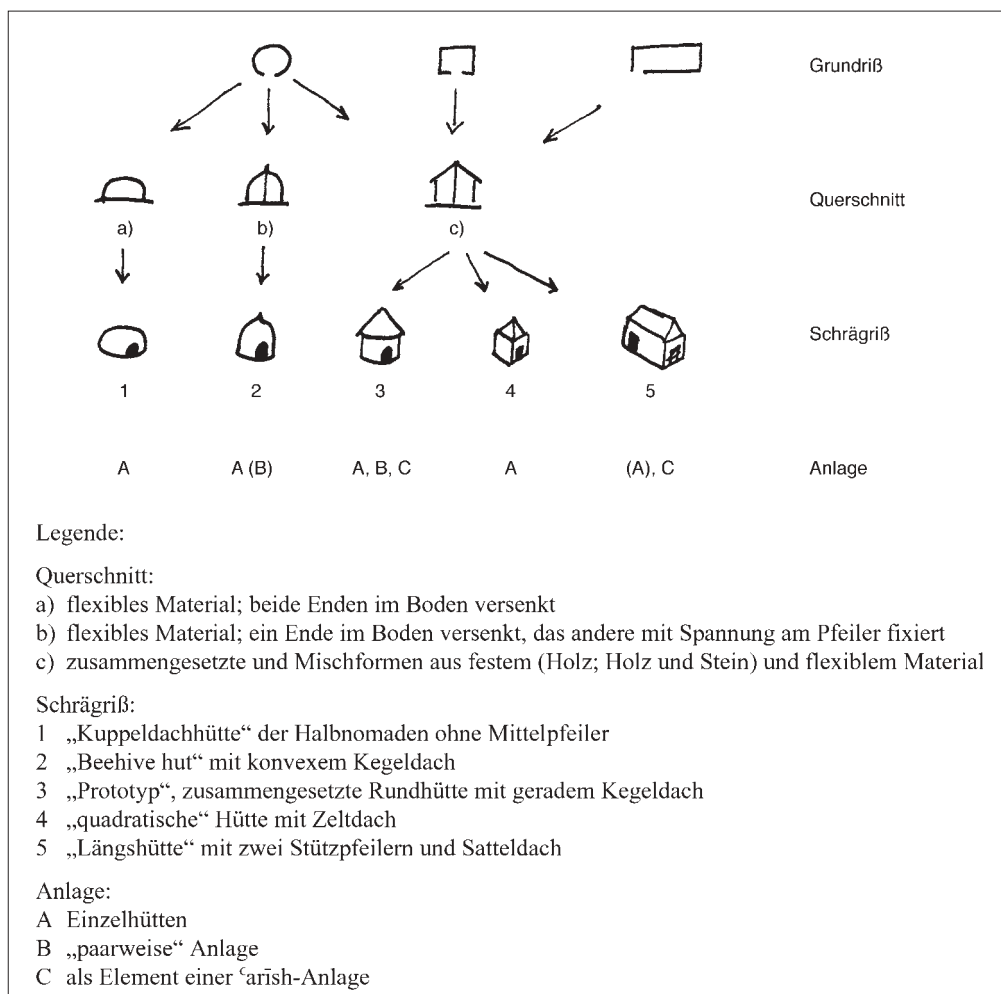 Grundriß
Querschnitt
a) b) c)
Schrägriß
1 2 3 4 5
A A (B) A, B, C A (A), C Anlage
Legende:
Querschnitt:
a) flexibles Material; beide Enden im Boden versenkt
b) flexibles Material; ein Ende im Boden versenkt, das andere mit Spannung am Pfeiler fixiert
c) zusammengesetzte und Mischformen aus festem (Holz; Holz und Stein) und flexiblem Material
Schrägriß:
1 „Kuppeldachhütte“ der Halbnomaden ohne Mittelpfeiler
2 „Beehive hut“ mit konvexem Kegeldach
3 „Prototyp“, zusammengesetzte Rundhütte mit geradem Kegeldach
4 „quadratische“ Hütte mit Zeltdach
5 „Längshütte“ mit zwei Stützpfeilern und Satteldach
Anlage:
A Einzelhütten
B „paarweise“ Anlage
C als Element einer ʿarīsh-Anlage